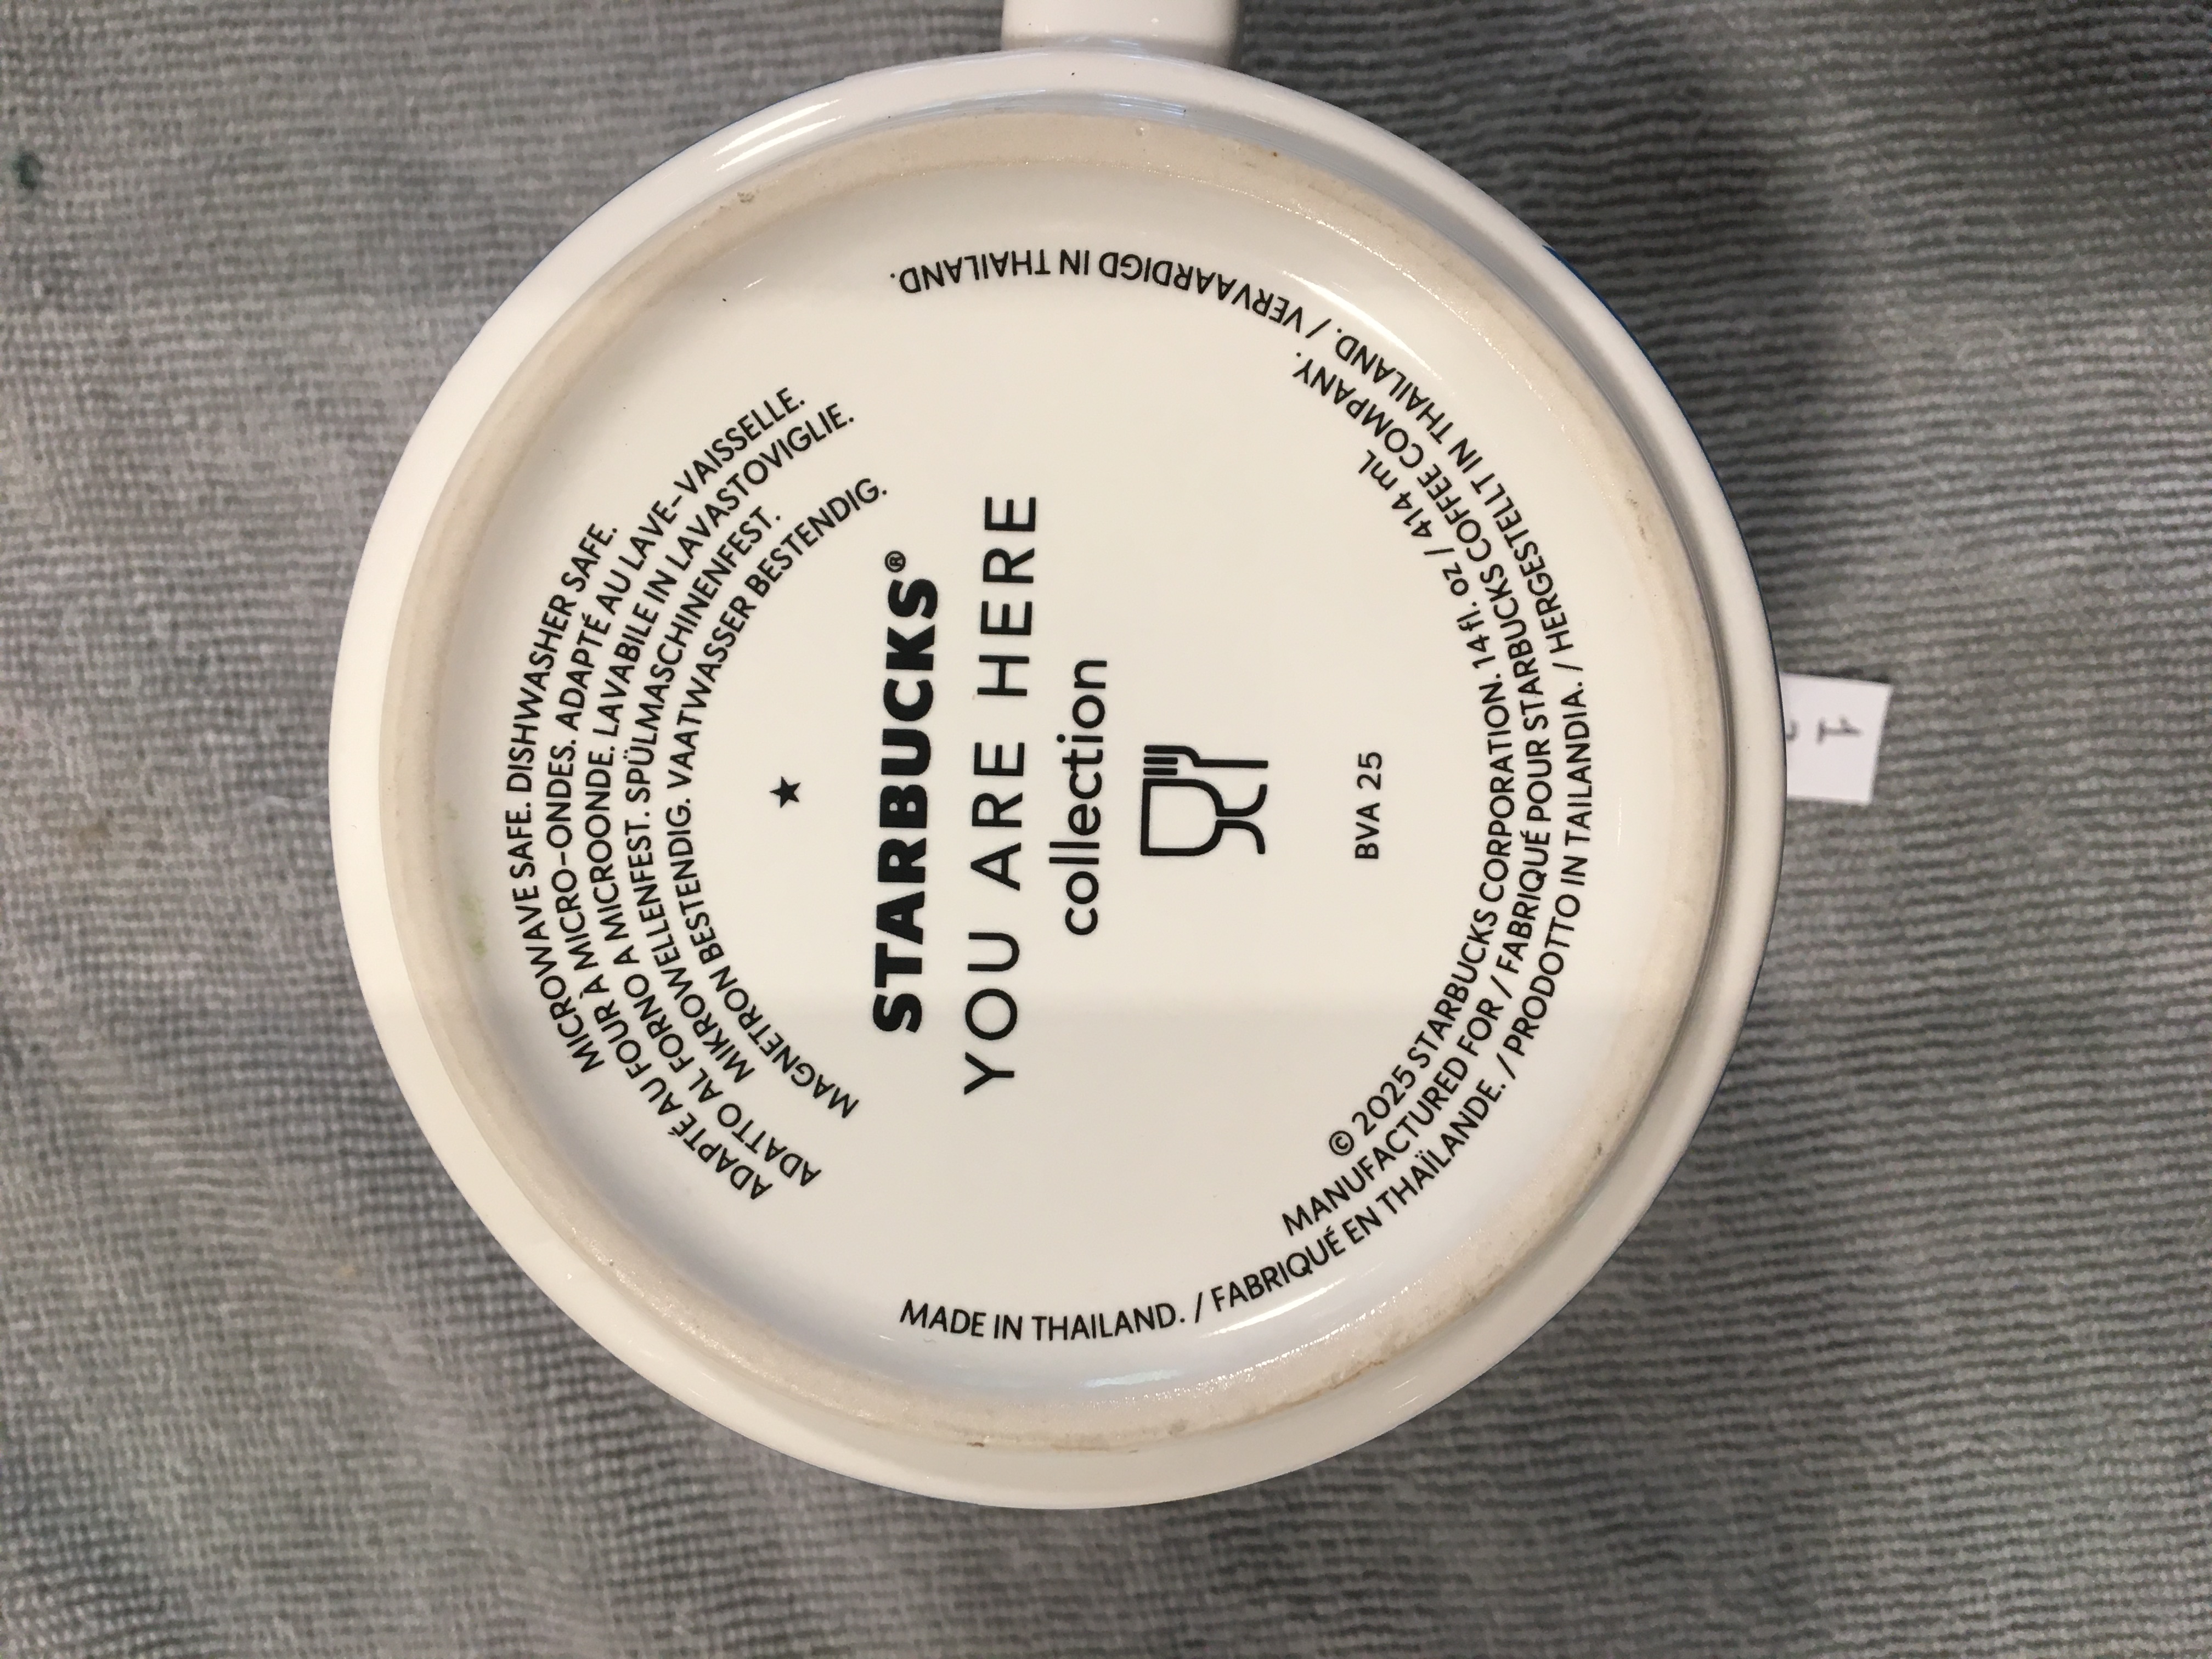 MICROWAVE SAFE. DISHWASHER SAFE.
ADAPTÉ AU FOUR À MICRO-ONDES. ADAPTÉ AU LAVE-VAISSELLE.
ADATTO AL FORNO A MICROONDE. LAVABILE IN LAVASTOVIGLIE.
MIKROWELLENFEST. SPÜLMASCHINENFEST.
MAGNETRON BESTENDIG. VAATWASSER BESTENDIG.
★
STARBUCKS®
YOU ARE HERE
collection
BVA 25
© 2025 STARBUCKS CORPORATION. 14 fl. oz / 414 mL
MANUFACTURED FOR / FABRIQUÉ POUR STARBUCKS COFFEE COMPANY.
MADE IN THAILAND. / FABRIQUÉ EN THAÏLANDE. / PRODOTTO IN TAILANDIA. / HERGESTELLT IN THAILAND. / VERVAARDIGD IN THAILAND.
1